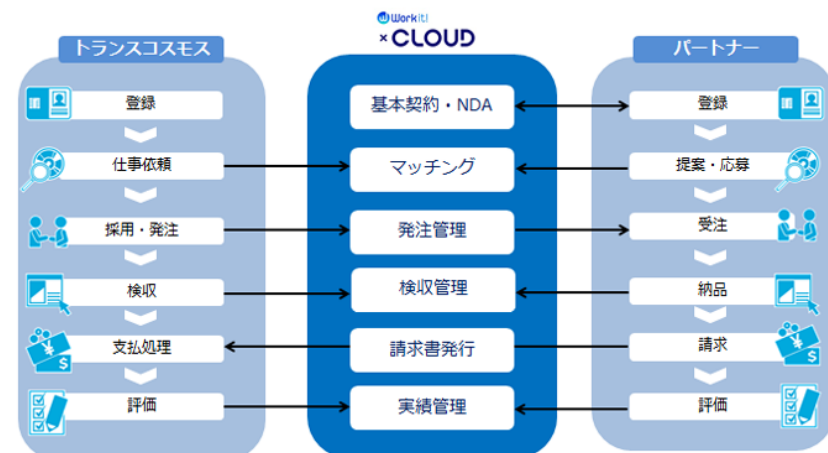 Workit!
×CLOUD
トランスコスモス
パートナー
登録
基本契約・NDA
登録
仕事依頼
マッチング
提案・応募
採用・発注
発注管理
受注
検収
検収管理
納品
支払処理
請求書発行
請求
評価
実績管理
評価
¥
$
¥
$